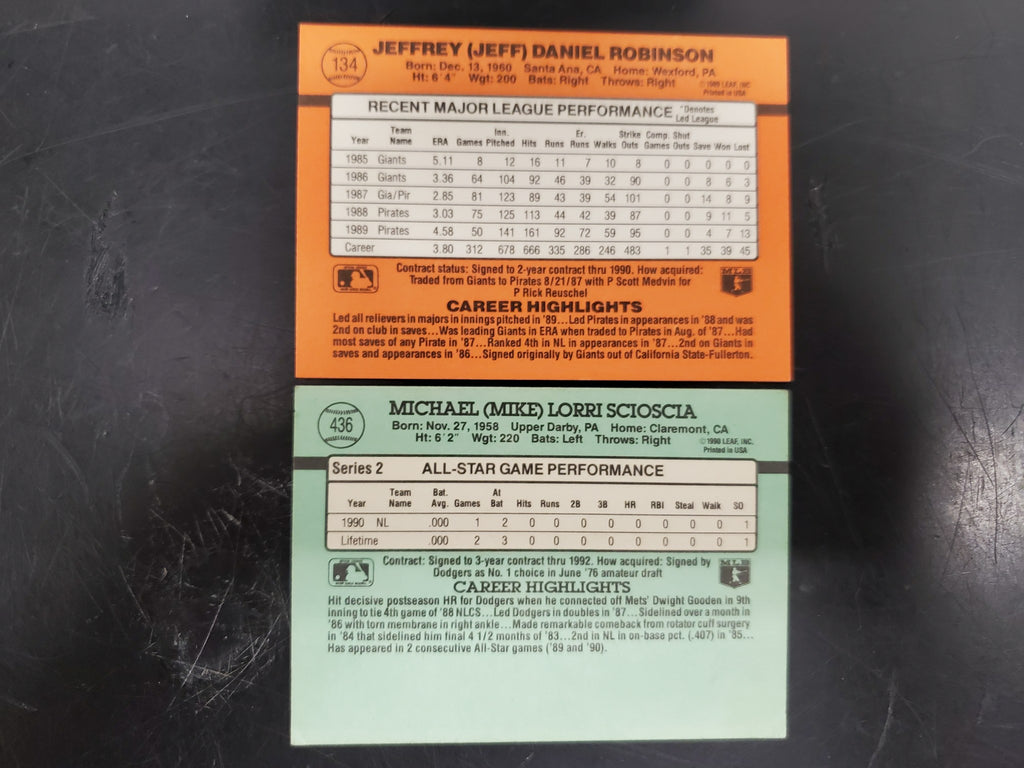 134
JEFFREY (JEFF) DANIEL ROBINSON
Born: Dec. 13, 1960 Santa Ana, CA Home: Wexford, PA
Ht: 6'4" Wgt: 200 Bats: Right Throws: Right
© 1989 LEAF, INC.
Printed in USA
RECENT MAJOR LEAGUE PERFORMANCE *Denotes Led League
Year Team Name ERA Games Inn. Pitched Hits Runs Er. Runs Walks Strike Outs Comp. Games Shut Outs Save Won Lost
1985 Giants 5.11 8 12 16 11 7 10 8 0 0 0 0 0
1986 Giants 3.36 64 104 92 46 39 32 90 0 0 8 6 3
1987 Gia/Pir 2.85 81 123 89 43 39 54 101 0 0 14 8 9
1988 Pirates 3.03 75 125 113 44 42 39 87 0 0 9 11 5
1989 Pirates 4.58 50 141 161 92 72 59 95 0 0 4 7 13
Career 3.80 312 678 666 335 286 246 483 1 1 35 39 45
Contract status: Signed to 2-year contract thru 1990. How acquired:
Traded from Giants to Pirates 8/21/87 with P Scott Medvin for
P Rick Reuschel
MLB
CAREER HIGHLIGHTS
Led all relievers in majors in innings pitched in '89...Led Pirates in appearances in '88 and was
2nd on club in saves...Was leading Giants in ERA when traded to Pirates in Aug. of '87...Had
most saves of any Pirate in '87...Ranked 4th in NL in appearances in '87...2nd on Giants in
saves and appearances in '86...Signed originally by Giants out of California State-Fullerton.
436
MICHAEL (MIKE) LORRI SCIOSCIA
Born: Nov. 27, 1958 Upper Darby, PA Home: Claremont, CA
Ht: 6'2" Wgt: 220 Bats: Left Throws: Right
© 1990 LEAF, INC.
Printed in USA
Series 2 ALL-STAR GAME PERFORMANCE
Year Team Name Bat. Avg. Games At Bat Hits Runs 2B 3B HR RBI Steal Walk SO
1990 NL .000 1 2 0 0 0 0 0 0 0 0 1
Lifetime .000 2 3 0 0 0 0 0 0 0 0 1
Contract: Signed to 3-year contract thru 1992. How acquired: Signed by
Dodgers as No. 1 choice in June '76 amateur draft
MLB
CAREER HIGHLIGHTS
Hit decisive postseason HR for Dodgers when he connected off Mets' Dwight Gooden in 9th
inning to tie 4th game of '88 NLCS...Led Dodgers in doubles in '87...Sidelined over a month in
'86 with torn membrane in right ankle...Made remarkable comeback from rotator cuff surgery
in '84 that sidelined him final 4 1/2 months of '83...2nd in NL in on-base pct. (.407) in '85...
Has appeared in 2 consecutive All-Star games ('89 and '90).